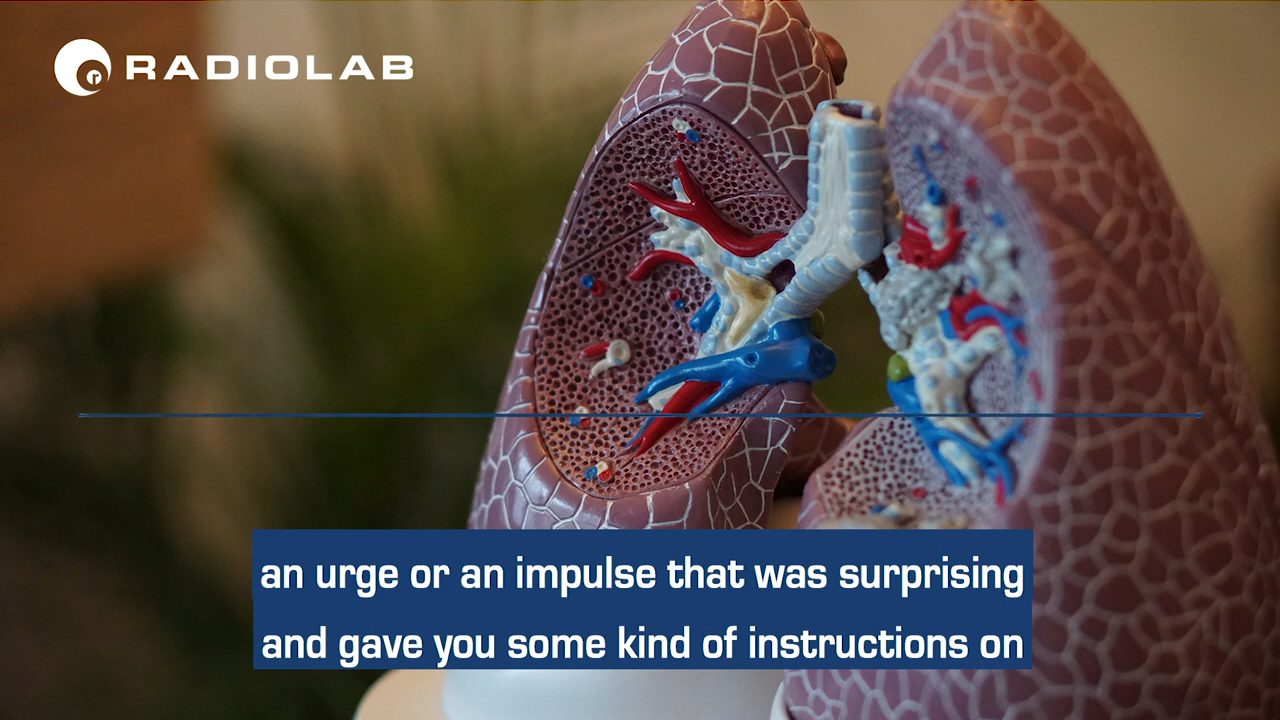 RADIOLAB
an urge or an impulse that was surprising
and gave you some kind of instructions on